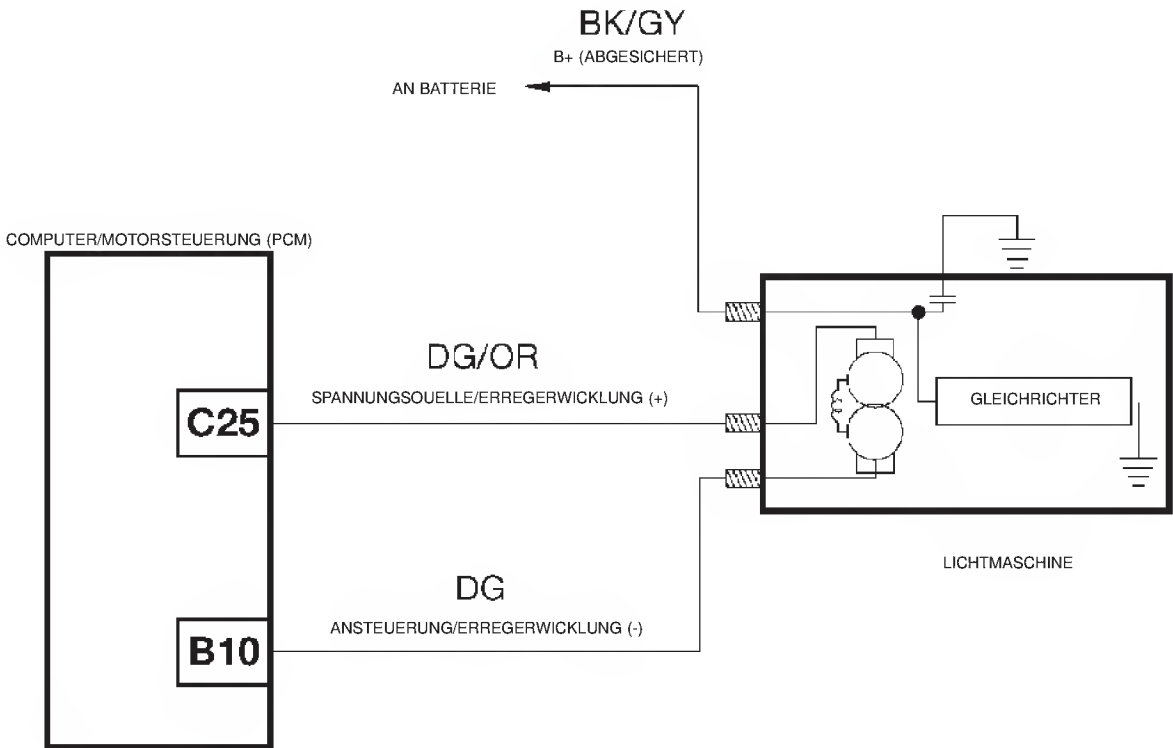 BK/GY
B+ (ABGESICHERT)
AN BATTERIE
COMPUTER/MOTORSTEUERUNG (PCM)
DG/OR
SPANNUNGSOUELLE/ERREGERWICKLUNG (+)
C25
GLEICHRICHTER
LICHTMASCHINE
DG
ANSTEUERUNG/ERREGERWICKLUNG (-)
B10